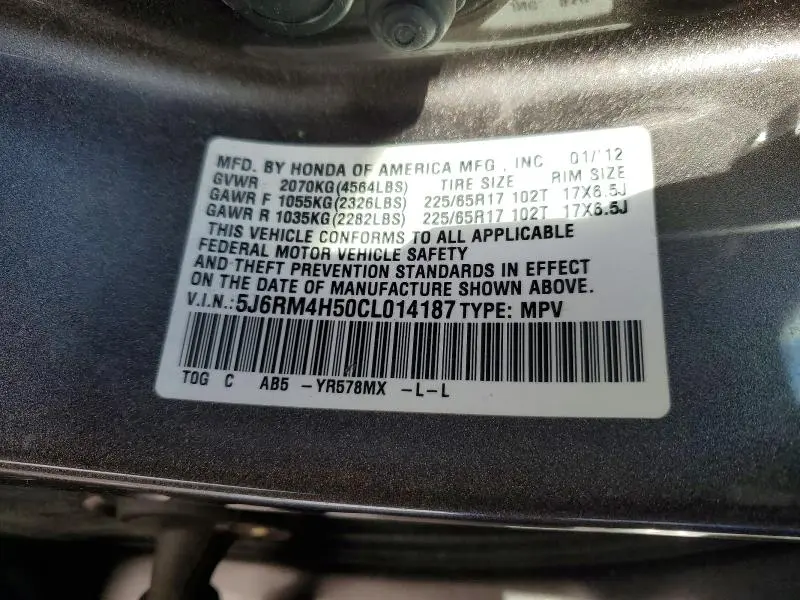 MFD. BY HONDA OF AMERICA MFG., INC 01/'12
GVWR 2070KG(4564LBS) TIRE SIZE RIM SIZE
GAWR F 1055KG(2326LBS) 225/65R17 102T 17X6.5J
GAWR R 1035KG(2282LBS) 225/65R17 102T 17X6.5J
THIS VEHICLE CONFORMS TO ALL APPLICABLE
FEDERAL MOTOR VEHICLE SAFETY
AND THEFT PREVENTION STANDARDS IN EFFECT
ON THE DATE OF MANUFACTURE SHOWN ABOVE.
V.I.N.:5J6RM4H50CL014187 TYPE: MPV
TOG C AB5 -YR578MX -L-L